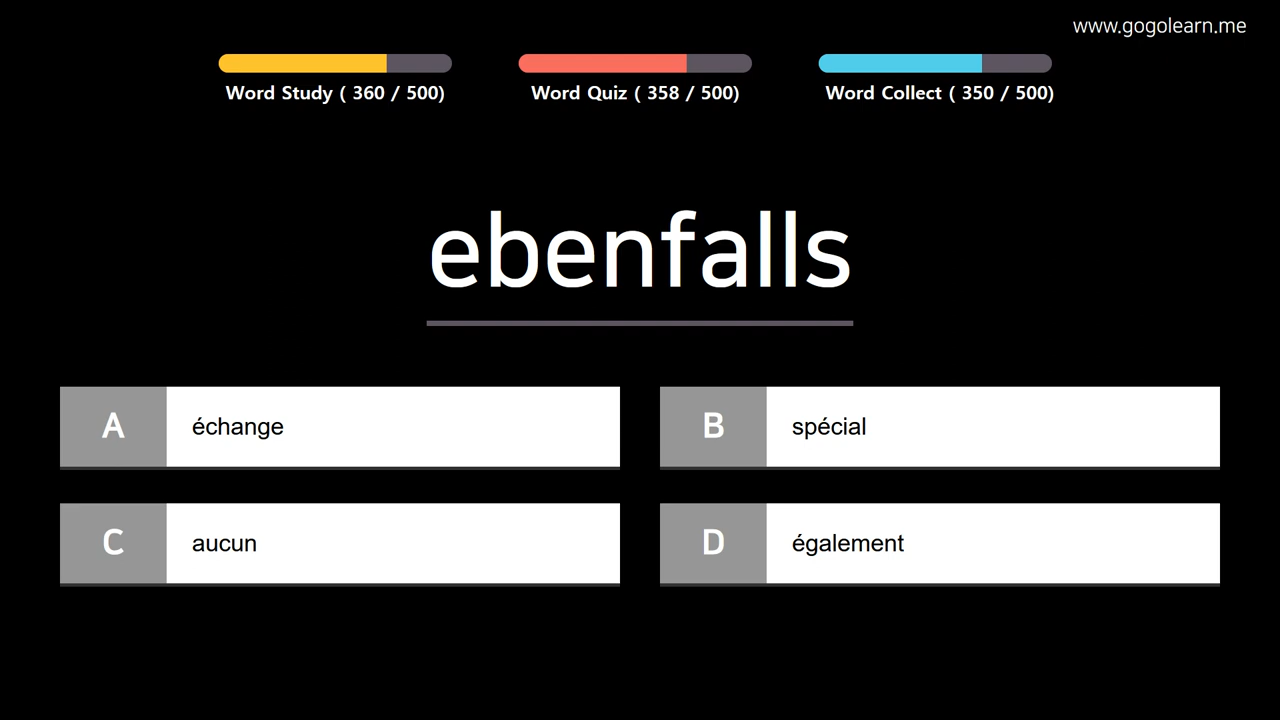 www.gogolearn.me
Word Study ( 360 / 500)
Word Quiz ( 358 / 500)
Word Collect ( 350 / 500)
ebenfalls
A échange
B spécial
C aucun
D également